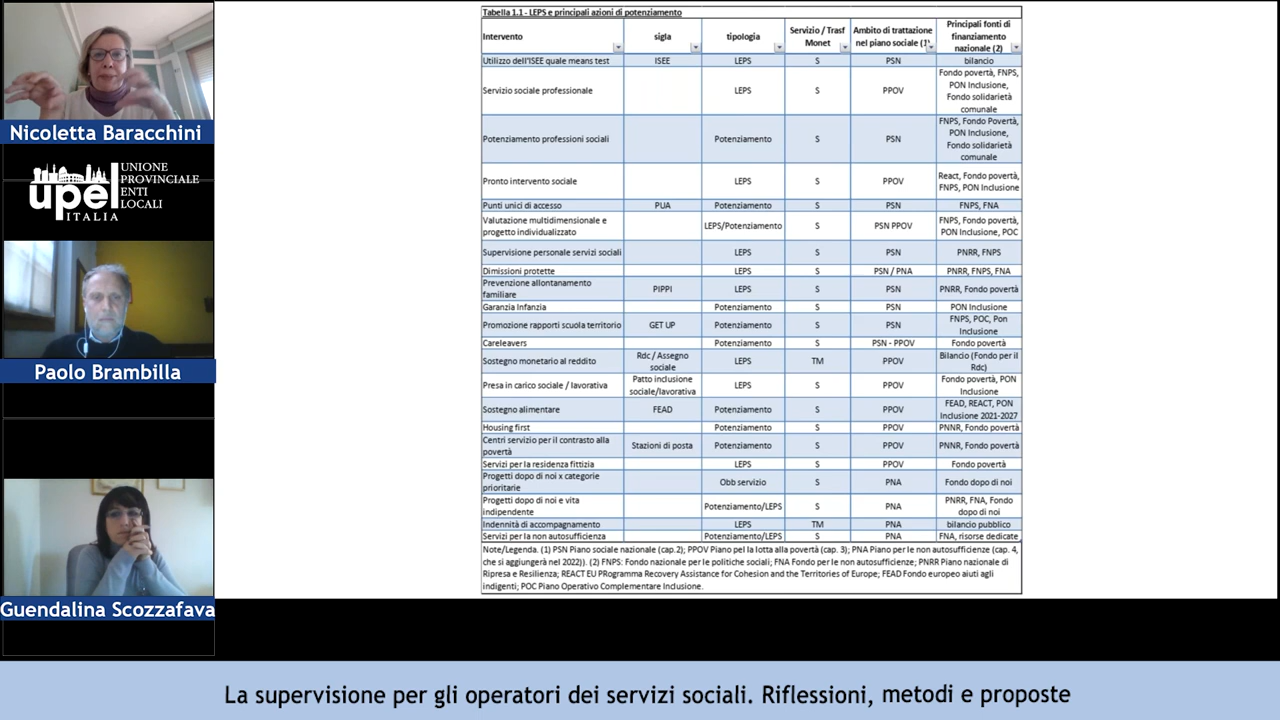 Nicoletta Baracchini
upel
ITALIA
UNIONE
PROVINCIALE
ENTI
LOCALI
Paolo Brambilla
Guendalina Scozzafava
Tabella 1.1 - LEPS e principali azioni di potenziamento
Intervento sigla tipologia Servizio / Trasf Monet Ambito di trattazione nel piano sociale (1) Principali fonti di finanziamento nazionale (2)
Utilizzo dell'ISEE quale means test ISEE LEPS S PSN bilancio
Servizio sociale professionale LEPS S PPOV Fondo povertà, FNPS, PON Inclusione, Fondo solidarietà comunale
Potenziamento professioni sociali Potenziamento S PSN FNPS, Fondo Povertà, PON Inclusione, Fondo solidarietà comunale
Pronto intervento sociale LEPS S PPOV React, Fondo povertà, FNPS, PON Inclusione
Punti unici di accesso PUA Potenziamento S PSN FNPS, FNA
Valutazione multidimensionale e progetto individualizzato LEPS/Potenziamento S PSN PPOV FNPS, Fondo povertà, PON Inclusione, POC
Supervisione personale servizi sociali LEPS S PSN PNRR, FNPS
Dimissioni protette LEPS S PSN / PNA PNRR, FNPS, FNA
Prevenzione allontanamento familiare PIPPI LEPS S PSN PNRR, Fondo povertà
Garanzia Infanzia Potenziamento S PSN PON Inclusione
Promozione rapporti scuola territorio GET UP Potenziamento S PSN FNPS, POC, Pon Inclusione
Careleavers Potenziamento S PSN - PPOV Fondo povertà
Sostegno monetario al reddito Rdc / Assegno sociale LEPS TM PPOV Bilancio (Fondo per il Rdc)
Presa in carico sociale / lavorativa Patto inclusione sociale/lavorativa LEPS S PPOV Fondo povertà, PON Inclusione
Sostegno alimentare FEAD Potenziamento S PPOV FEAD, REACT, PON Inclusione 2021-2027
Housing first Potenziamento S PPOV PNNR, Fondo povertà
Centri servizio per il contrasto alla povertà Stazioni di posta Potenziamento S PPOV PNNR, Fondo povertà
Servizi per la residenza fittizia LEPS S PPOV Fondo povertà
Progetti dopo di noi x categorie prioritarie Obb servizio S PNA Fondo dopo di noi
Progetti dopo di noi e vita indipendente Potenziamento/LEPS S PNA PNRR, FNA, Fondo dopo di noi
Indennità di accompagnamento LEPS TM PNA bilancio pubblico
Servizi per la non autosufficienza Potenziamento/LEPS S PNA FNA, risorse dedicate
Note/Legenda. (1) PSN Piano sociale nazionale (cap.2); PPOV Piano pel la lotta alla povertà (cap. 3); PNA Piano per le non autosufficienze (cap. 4,
che si aggiungerà nel 2022)). (2) FNPS: Fondo nazionale per le politiche sociali; FNA Fondo per le non autosufficienze; PNRR Piano nazionale di
Ripresa e Resilienza; REACT EU PRogramma Recovery Assistance for Cohesion and the Territories of Europe; FEAD Fondo europeo aiuti agli
indigenti; POC Piano Operativo Complementare Inclusione.
La supervisione per gli operatori dei servizi sociali. Riflessioni, metodi e proposte